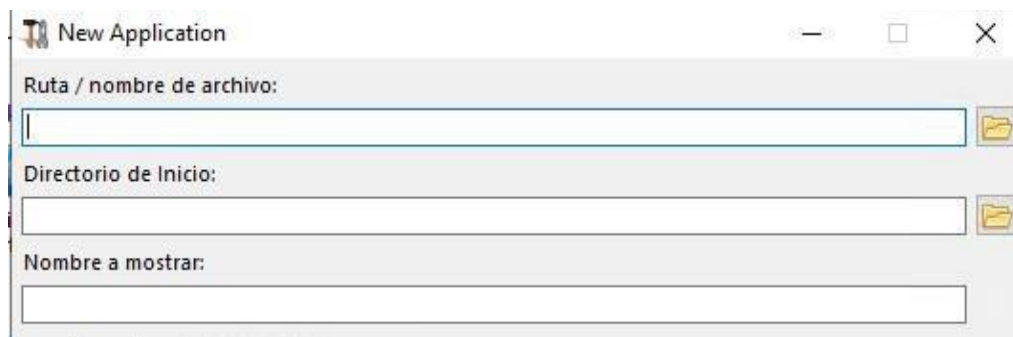 New Application
Ruta / nombre de archivo:
Directorio de Inicio:
Nombre a mostrar: